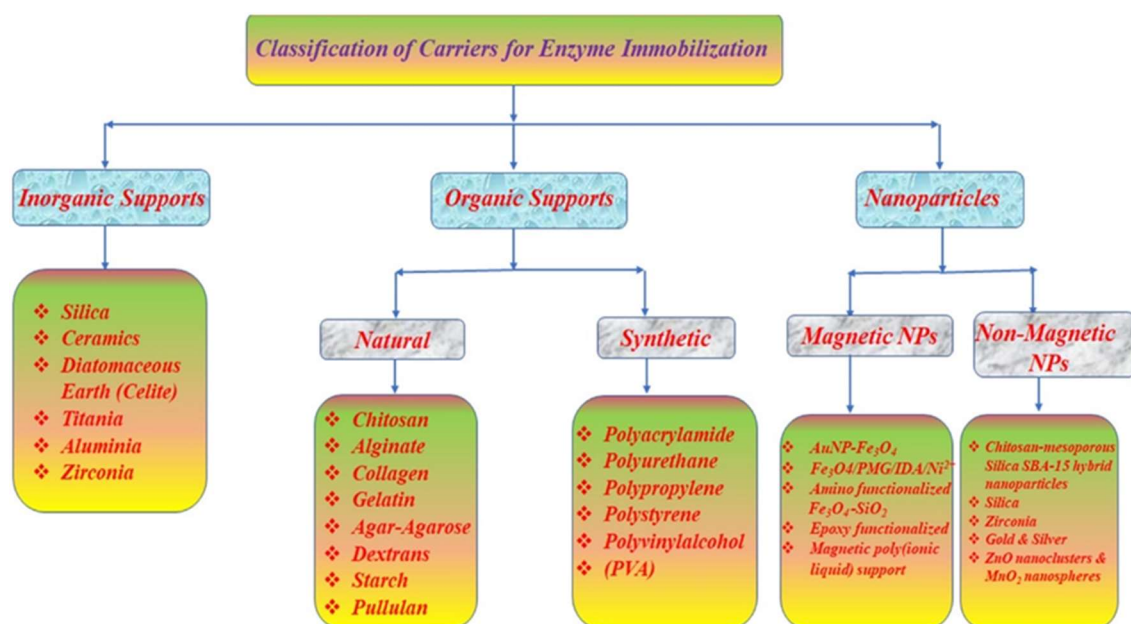 Classification of Carriers for Enzyme Immobilization
Inorganic Supports
Organic Supports
Nanoparticles
❖ Silica
❖ Ceramics
❖ Diatomaceous
Earth (Celite)
❖ Titania
❖ Aluminia
❖ Zirconia
Natural
Synthetic
Magnetic NPs
Non-Magnetic
NPs
❖ Chitosan
❖ Alginate
❖ Collagen
❖ Gelatin
❖ Agar-Agarose
❖ Dextrans
❖ Starch
❖ Pullulan
❖ Polyacrylamide
❖ Polyurethane
❖ Polypropylene
❖ Polystyrene
❖ Polyvinylalcohol
❖ (PVA)
❖ AuNP-Fe₃O₄
❖ Fe₃O4/PMG/IDA/Ni²⁺
❖ Amino functionalized
Fe₃O₄-SiO₂
❖ Epoxy functionalized
❖ Magnetic poly(ionic
liquid) support
❖ Chitosan-mesoporous
Silica SBA-15 hybrid
nanoparticles
❖ Silica
❖ Zirconia
❖ Gold & Silver
❖ ZnO nanoclusters &
MnO₂ nanospheres